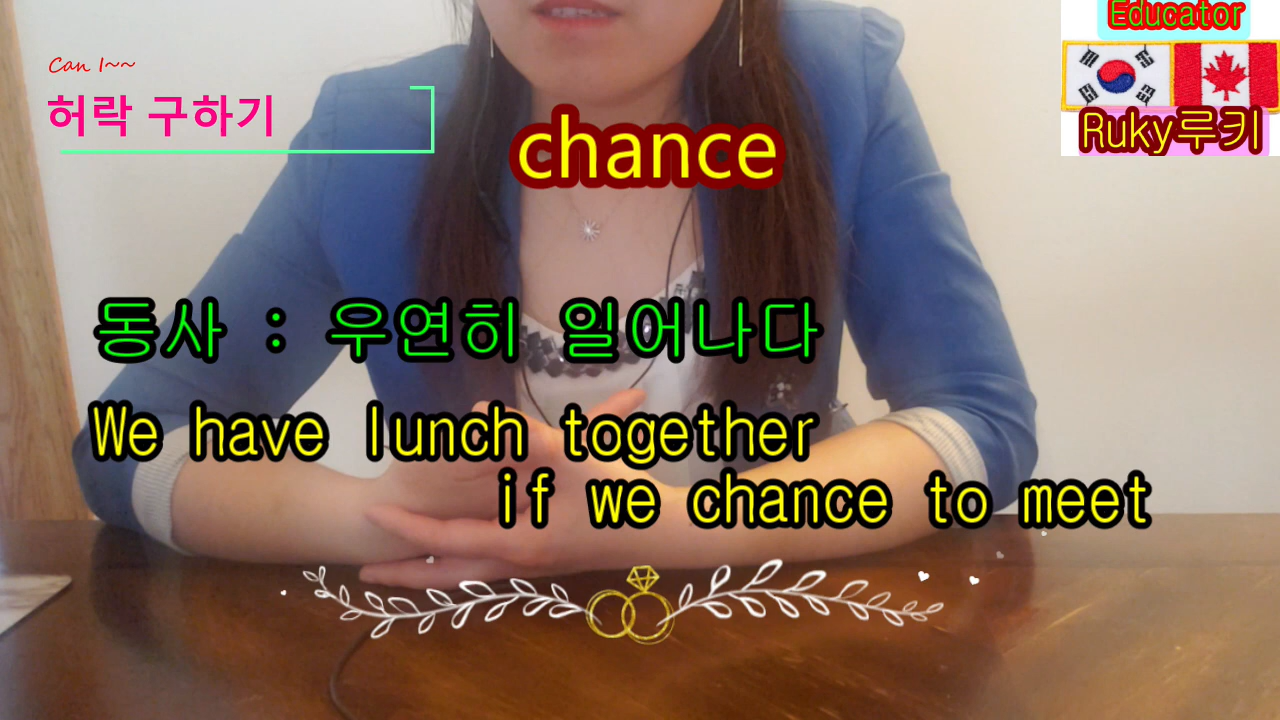 Can I~~
허락 구하기
Educator
Ruky루키
chance
동사 : 우연히 일어나다
We have lunch together
if we chance to meet